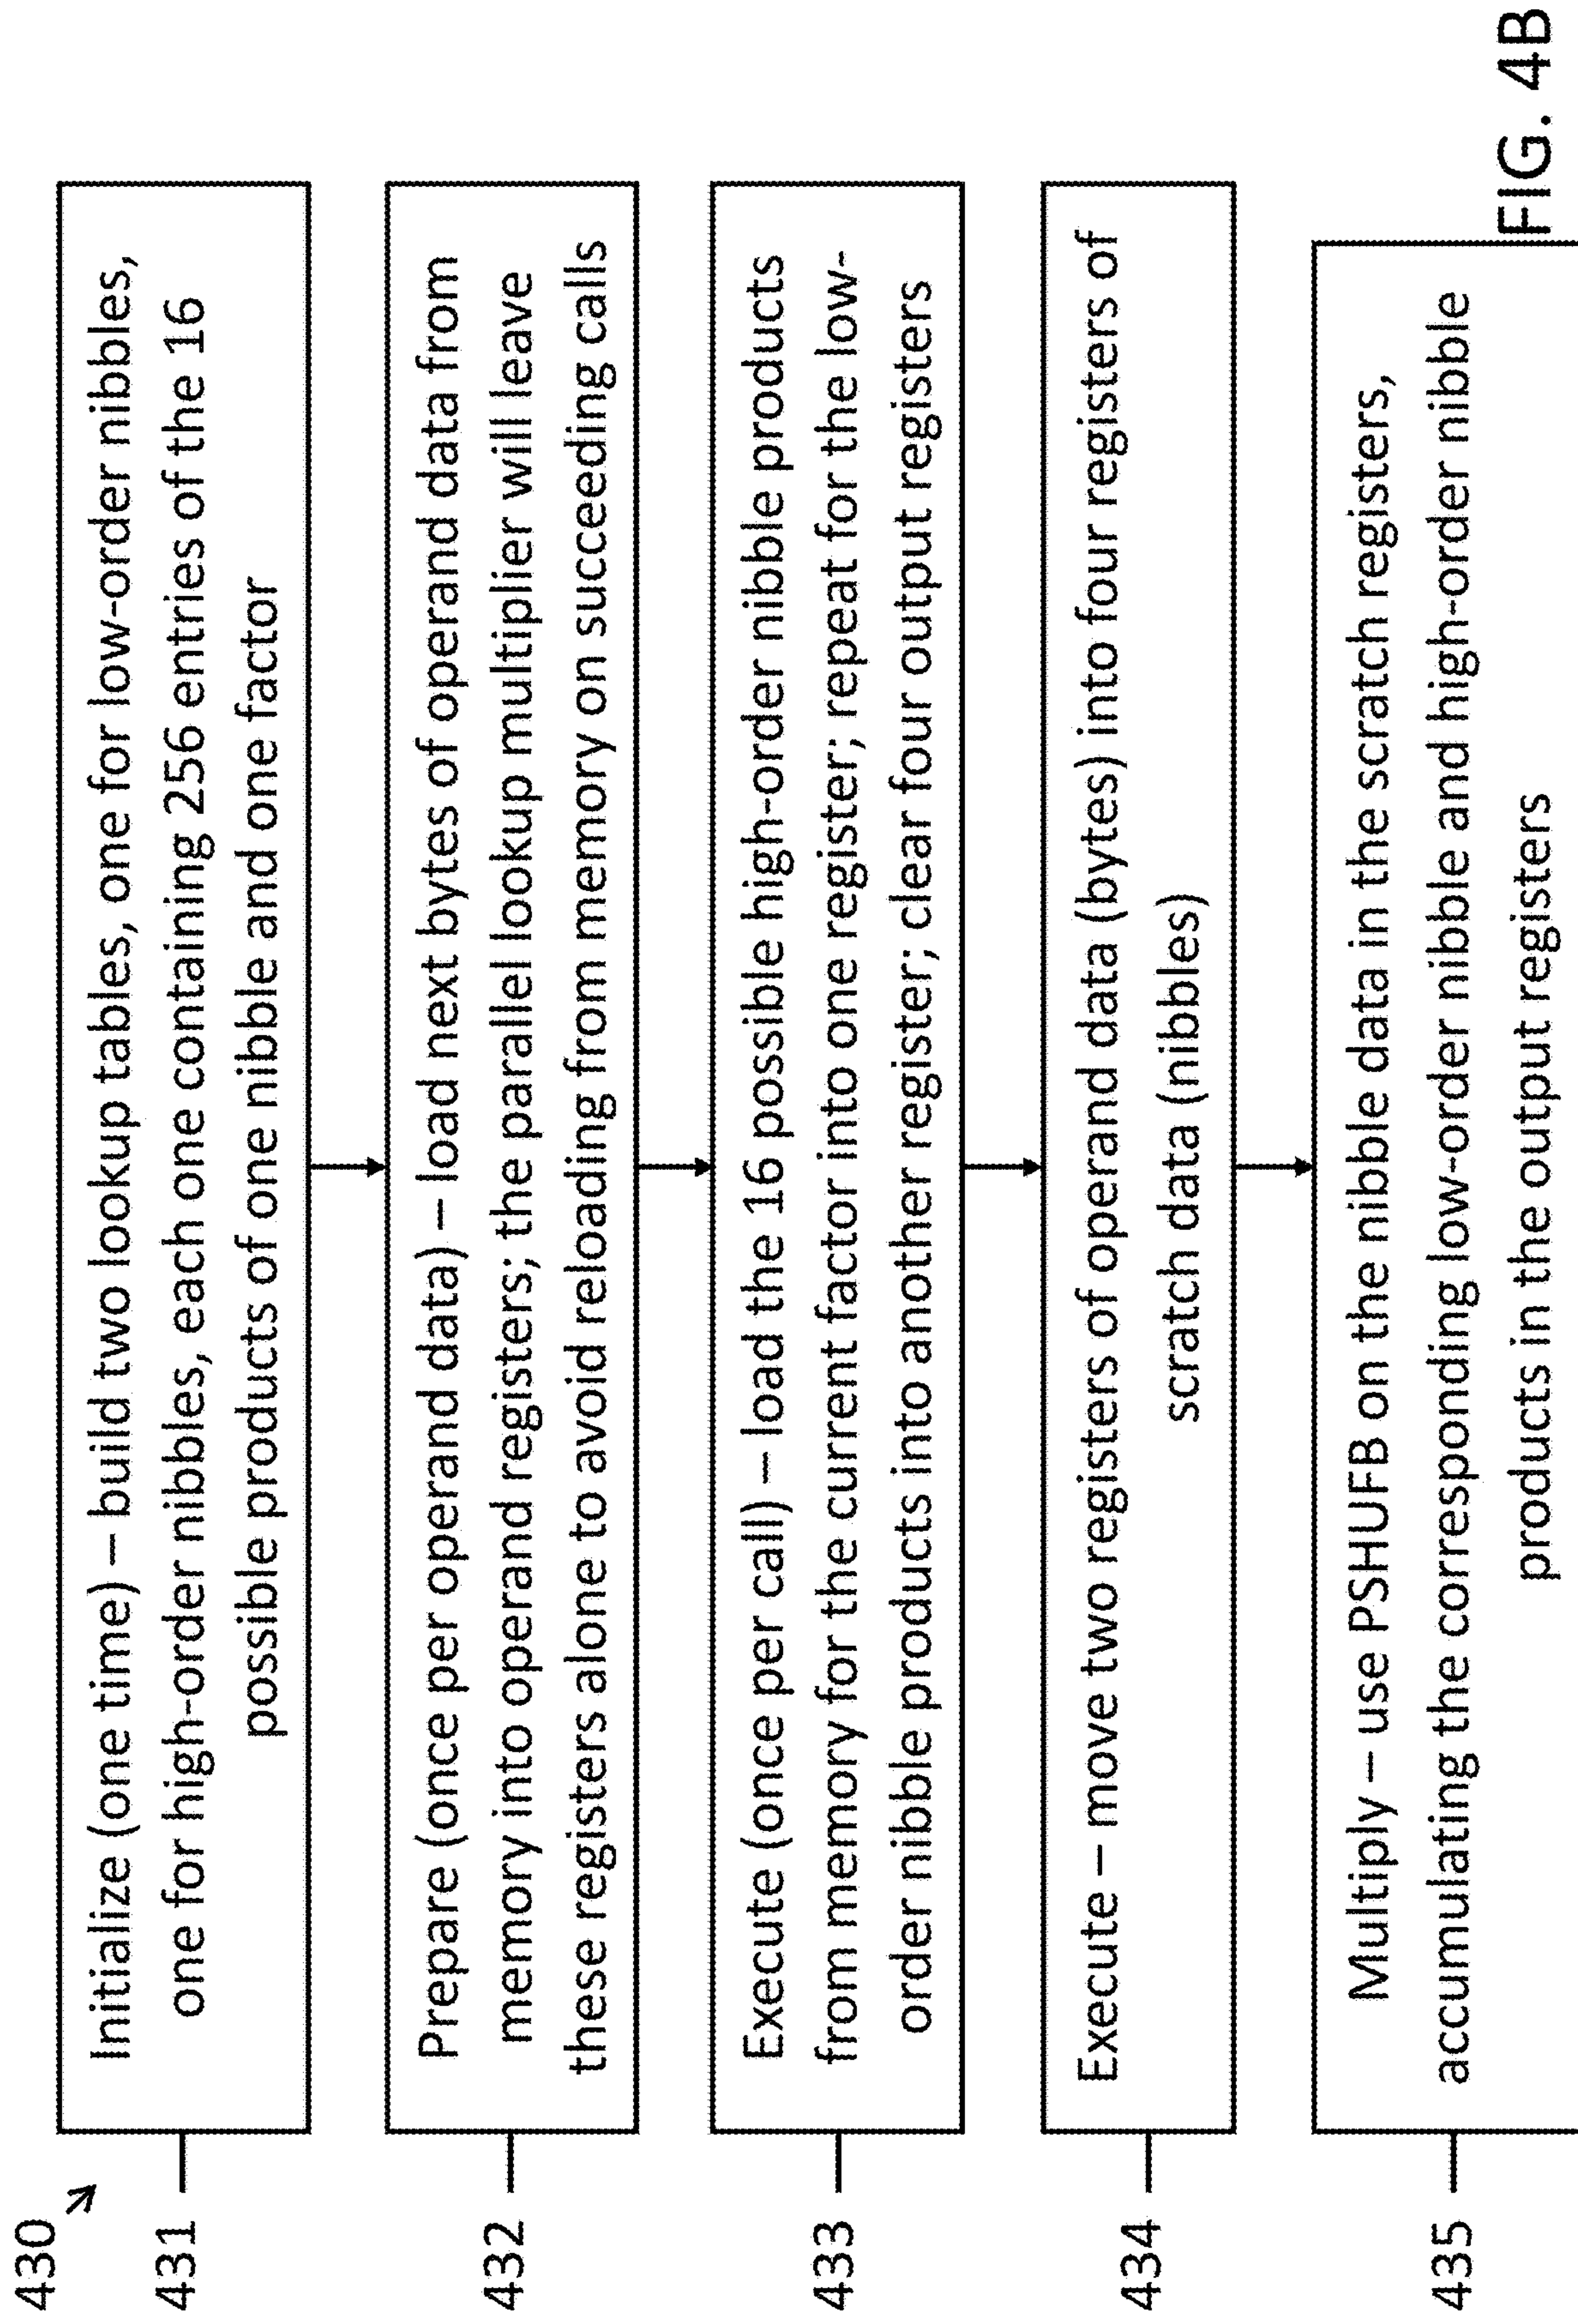 430
431
Initialize (one time) – build two lookup tables, one for low-order nibbles,
one for high-order nibbles, each one containing 256 entries of the 16
possible products of one nibble and one factor
432
Prepare (once per operand data) – load next bytes of operand data from
memory into operand registers; the parallel lookup multiplier will leave
these registers alone to avoid reloading from memory on succeeding calls
433
Execute (once per call) – load the 16 possible high-order nibble products
from memory for the current factor into one register; repeat for the low-
order nibble products into another register; clear four output registers
434
Execute – move two registers of operand data (bytes) into four registers of
scratch data (nibbles)
435
Multiply – use PSHUFB on the nibble data in the scratch registers,
accumulating the corresponding low-order nibble and high-order nibble
products in the output registers
FIG. 4B